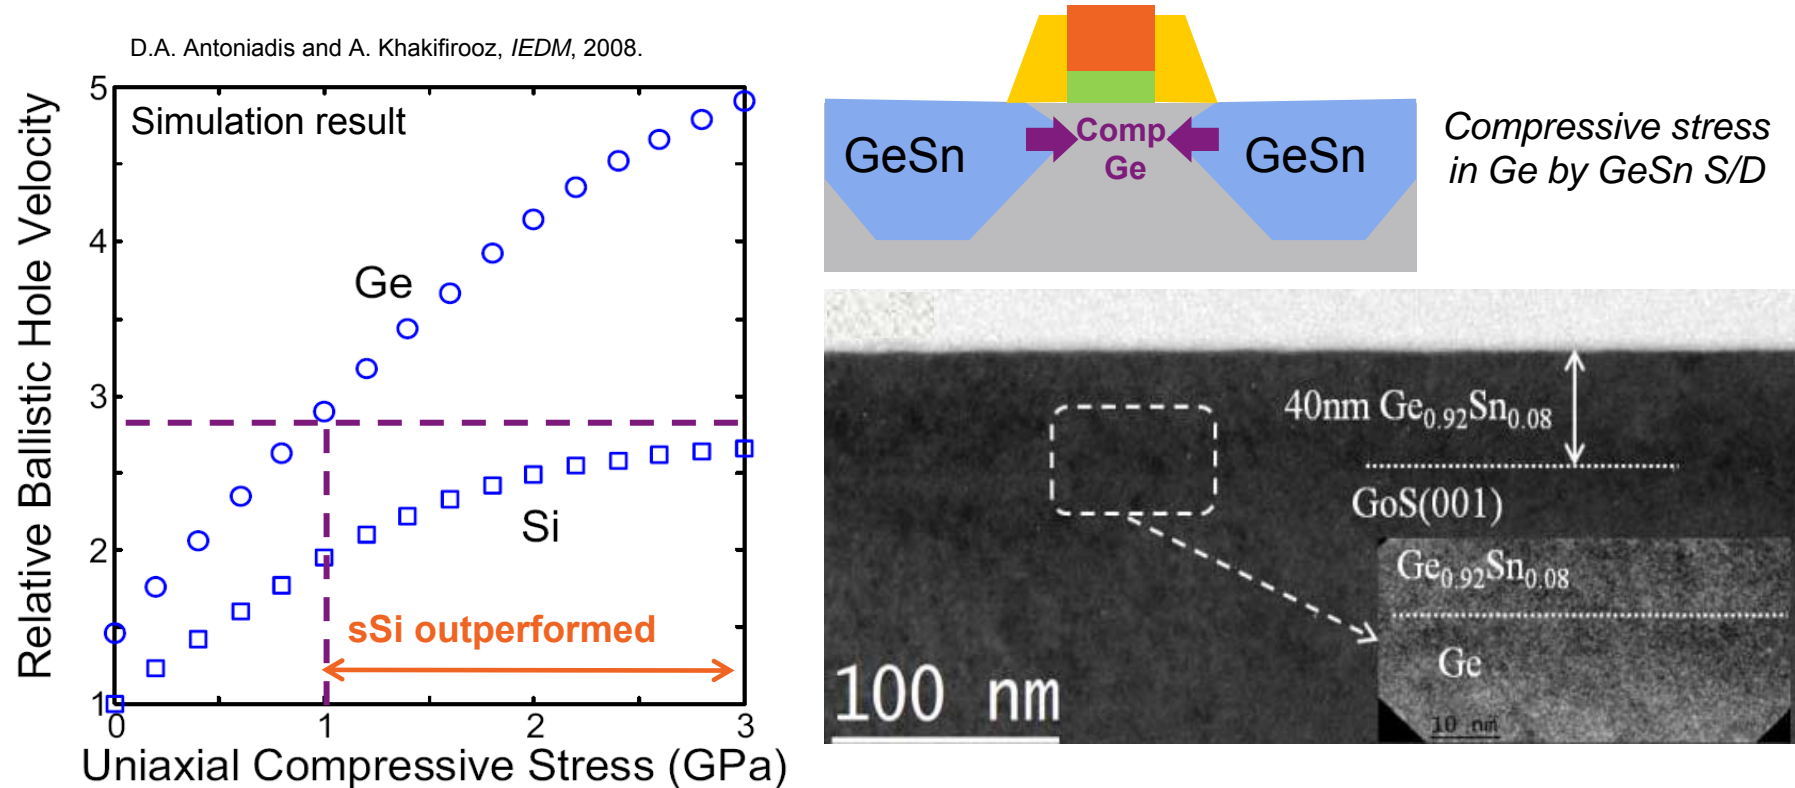 D.A. Antoniadis and A. Khakifirooz, IEDM, 2008.
Relative Ballistic Hole Velocity
5
4
3
2
1
Simulation result
Ge
Si
sSi outperformed
0
1
2
3
Uniaxial Compressive Stress (GPa)
GeSn
Comp
Ge
GeSn
Compressive stress
in Ge by GeSn S/D
40nm Ge0.92Sn0.08
GoS(001)
Ge0.92Sn0.08
Ge
10 nm
100 nm